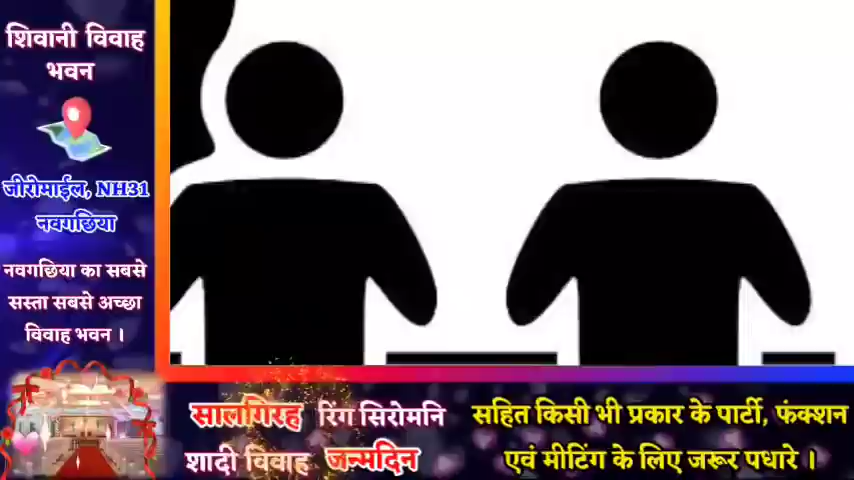 शिवानी विवाह
भवन
जीरोमाईल, NH31
नवगछिया
नवगछिया का सबसे
सस्ता सबसे अच्छा
विवाह भवन ।
सालगिरह रिंग सिरोमनि
शादी विवाह जन्मदिन
सहित किसी भी प्रकार के पार्टी, फंक्शन
एवं मीटिंग के लिए जरूर पधारे ।